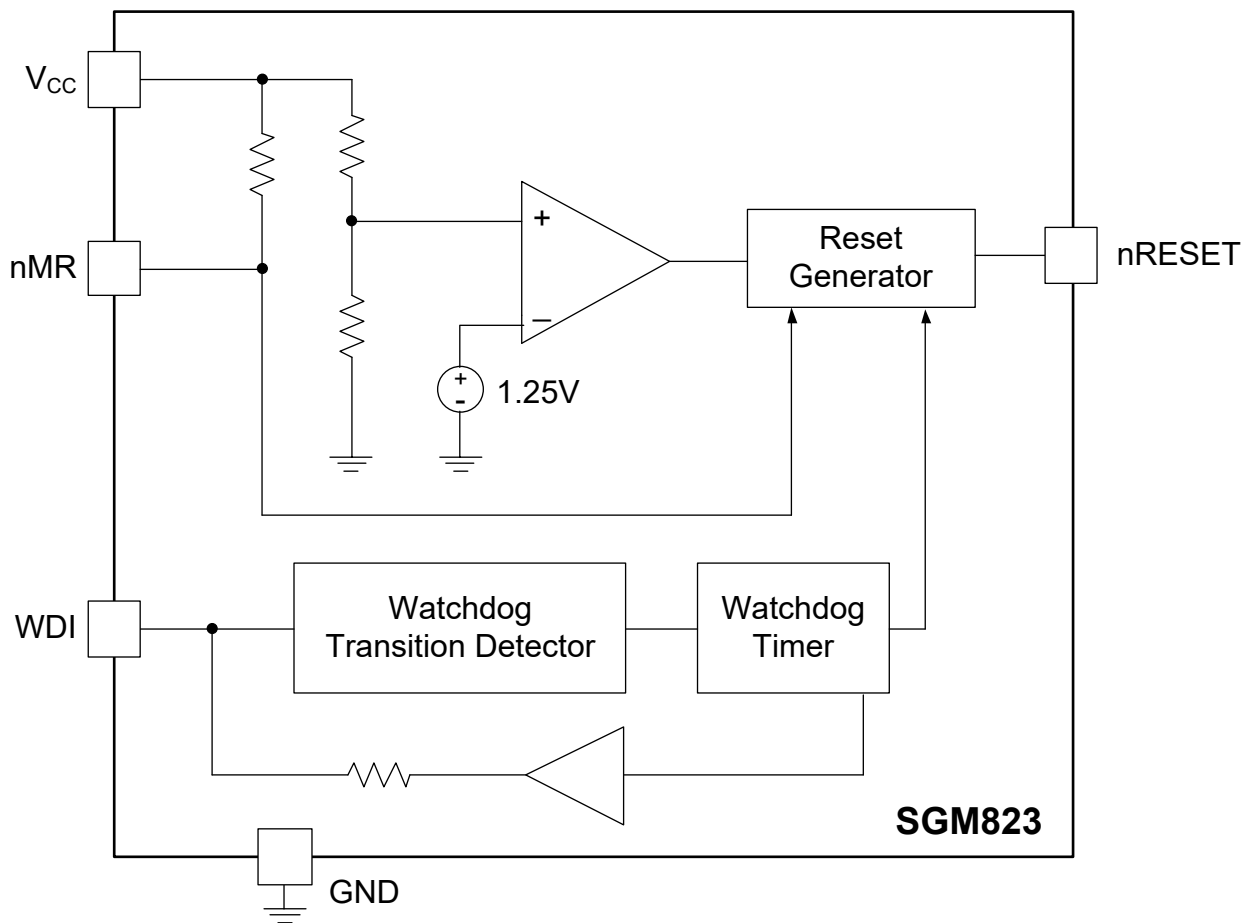 VCC
nMR
+
−
+
-
1.25V
Reset
Generator
nRESET
WDI
Watchdog
Transition Detector
Watchdog
Timer
SGM823
GND